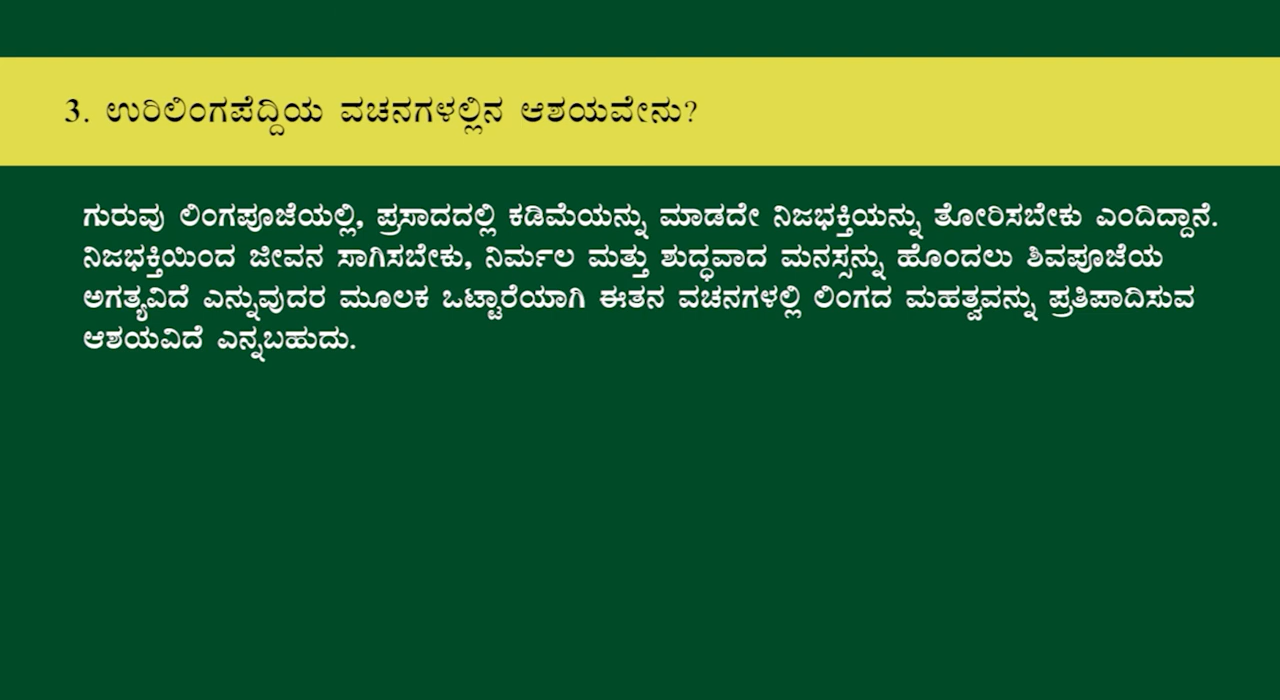 3. ಉರಿಲಿಂಗಪೆದ್ದಿಯ ವಚನಗಳಲ್ಲಿನ ಆಶಯವೇನು?
ಗುರುವು ಲಿಂಗಪೂಜೆಯಲ್ಲಿ, ಪ್ರಸಾದದಲ್ಲಿ ಕಡಿಮೆಯನ್ನು ಮಾಡದೇ ನಿಜಭಕ್ತಿಯನ್ನು ತೋರಿಸಬೇಕು ಎಂದಿದ್ದಾನೆ.
ನಿಜಭಕ್ತಿಯಿಂದ ಜೀವನ ಸಾಗಿಸಬೇಕು, ನಿರ್ಮಲ ಮತ್ತು ಶುದ್ಧವಾದ ಮನಸ್ಸನ್ನು ಹೊಂದಲು ಶಿವಪೂಜೆಯ
ಅಗತ್ಯವಿದೆ ಎನ್ನುವುದರ ಮೂಲಕ ಒಟ್ಟಾರೆಯಾಗಿ ಈತನ ವಚನಗಳಲ್ಲಿ ಲಿಂಗದ ಮಹತ್ವವನ್ನು ಪ್ರತಿಪಾದಿಸುವ
ಆಶಯವಿದೆ ಎನ್ನಬಹುದು.